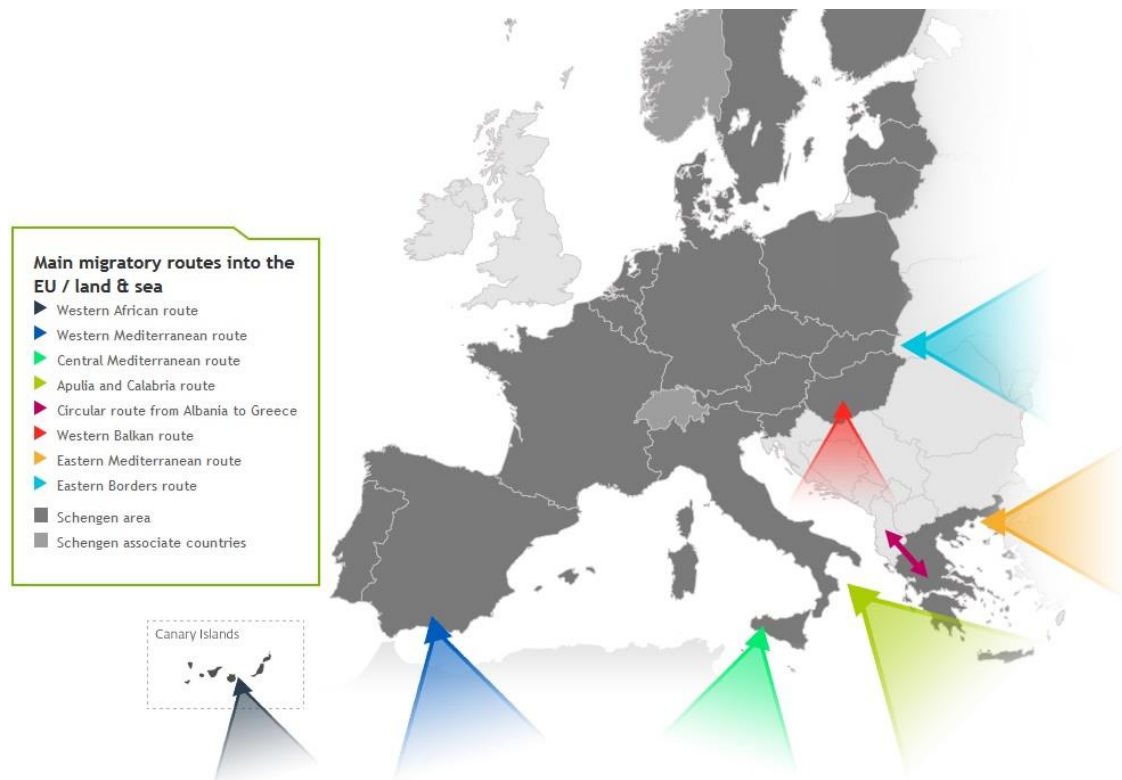 Main migratory routes into the
EU / land & sea
Western African route
Western Mediterranean route
Central Mediterranean route
Apulia and Calabria route
Circular route from Albania to Greece
Western Balkan route
Eastern Mediterranean route
Eastern Borders route
Schengen area
Schengen associate countries
Canary Islands